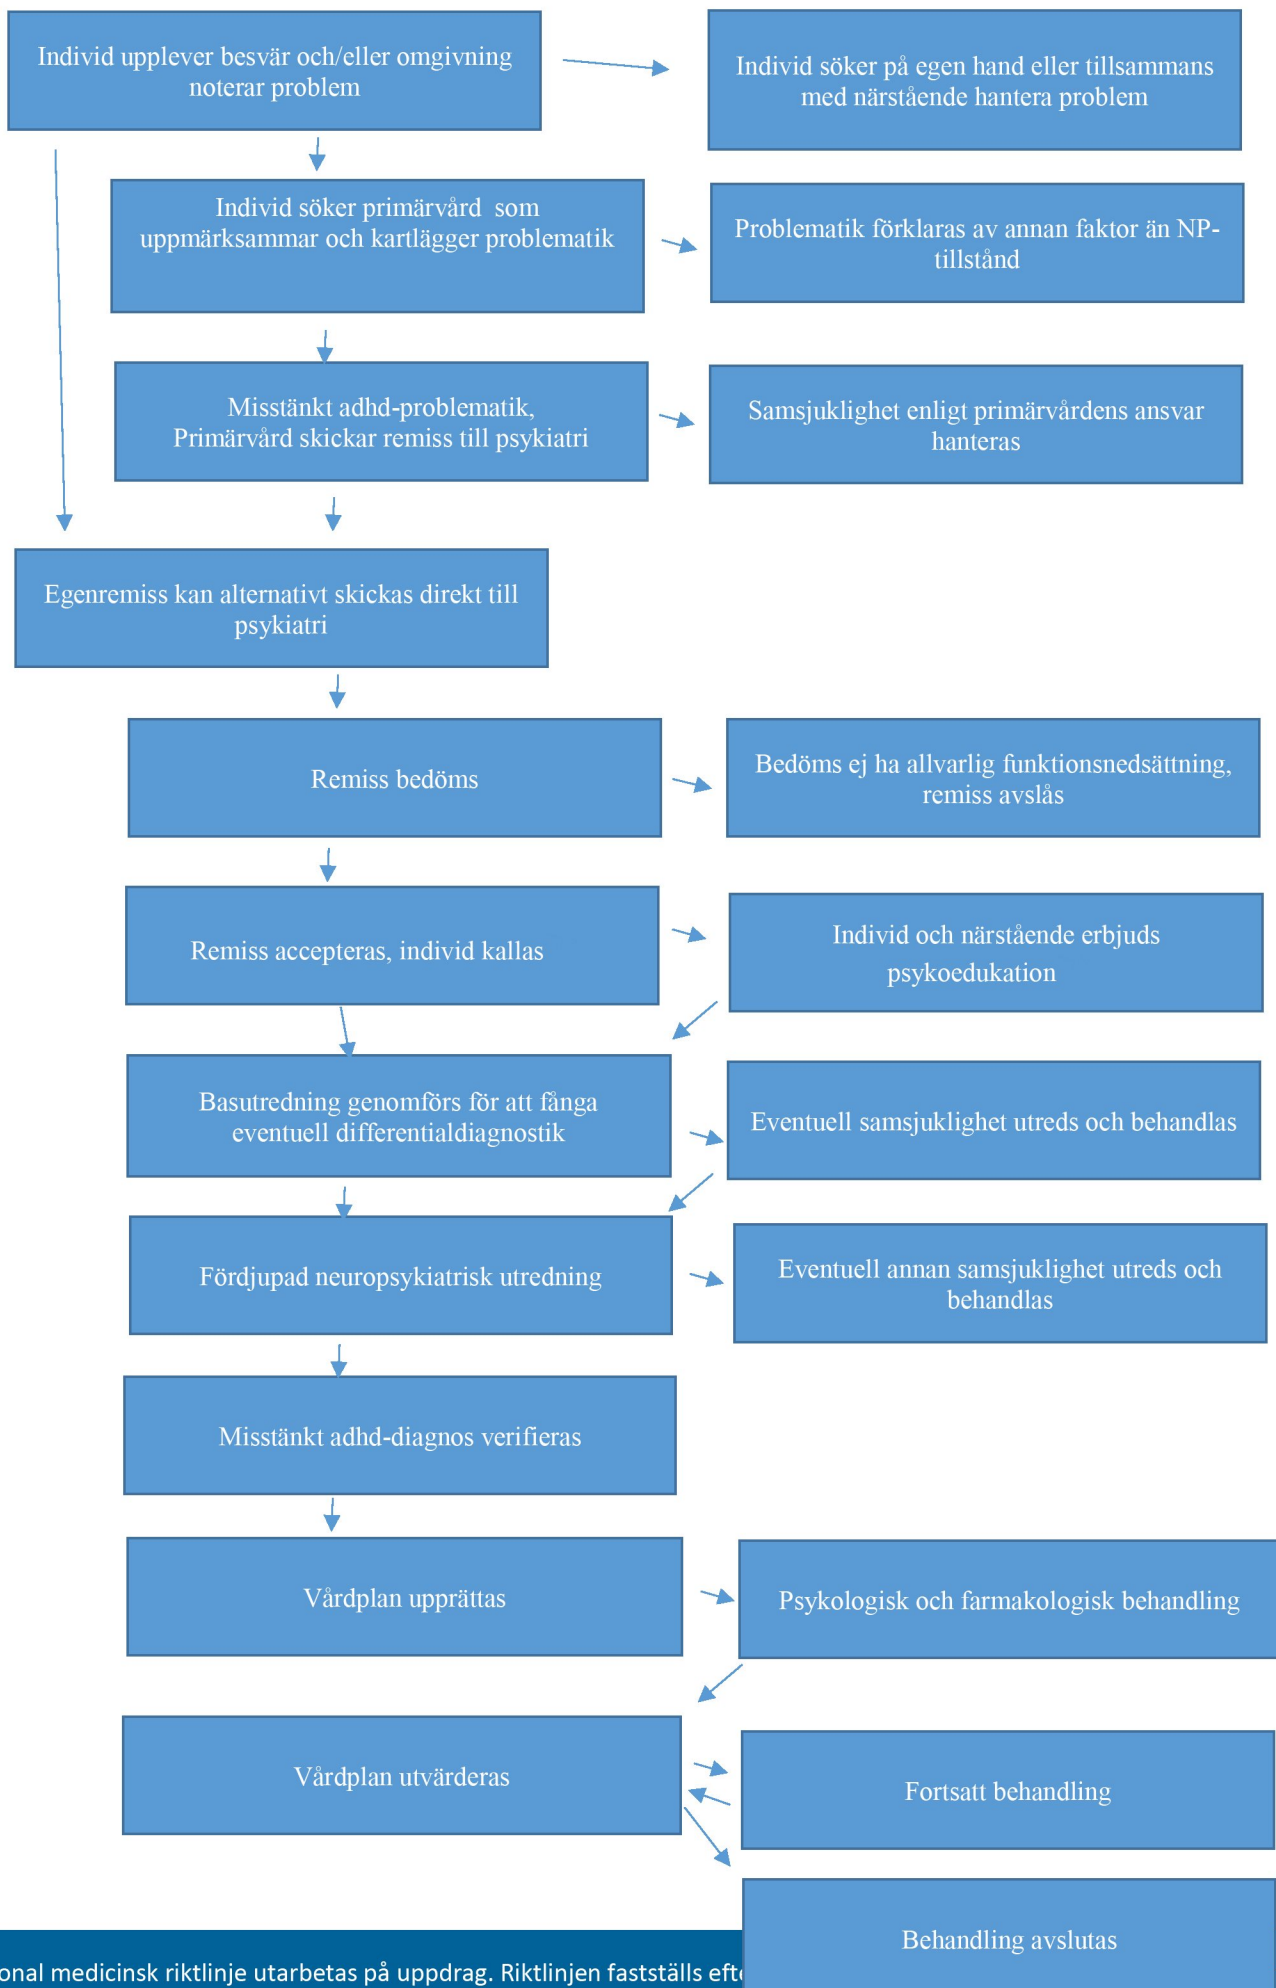 Individ upplever besvär och/eller omgivning
noterar problem
Individ söker på egen hand eller tillsammans
med närstående hantera problem
Individ söker primärvård som
uppmärksammar och kartlägger problematik
Problematik förklaras av annan faktor än NP-
tillstånd
Misstänkt adhd-problematik,
Primärvård skickar remiss till psykiatri
Samsjuklighet enligt primärvårdens ansvar
hanteras
Egenremiss kan alternativt skickas direkt till
psykiatri
Remiss bedöms
Bedöms ej ha allvarlig funktionsnedsättning,
remiss avslås
Remiss accepteras, individ kallas
Individ och närstående erbjuds
psykoedukation
Basutredning genomförs för att fånga
eventuell differentialdiagnostik
Eventuell samsjuklighet utreds och behandlas
Fördjupad neuropsykiatrisk utredning
Eventuell annan samsjuklighet utreds och
behandlas
Misstänkt adhd-diagnos verifieras
Vårdplan upprättas
Psykologisk och farmakologisk behandling
Vårdplan utvärderas
Fortsatt behandling
Behandling avslutas
onal medicinsk riktlinje utarbetas på uppdrag. Riktlinjen fastställs efte